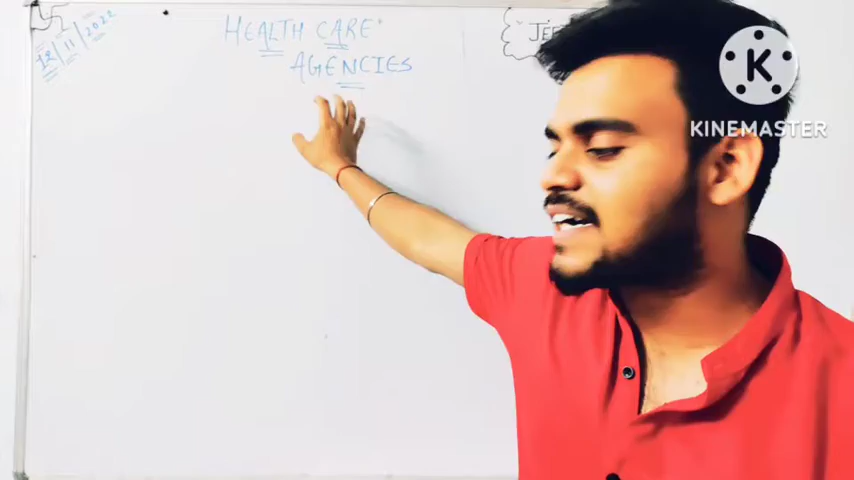 12/11/2022
HEALTH CARE
AGENCIES
JEE
K
KINEMASTER